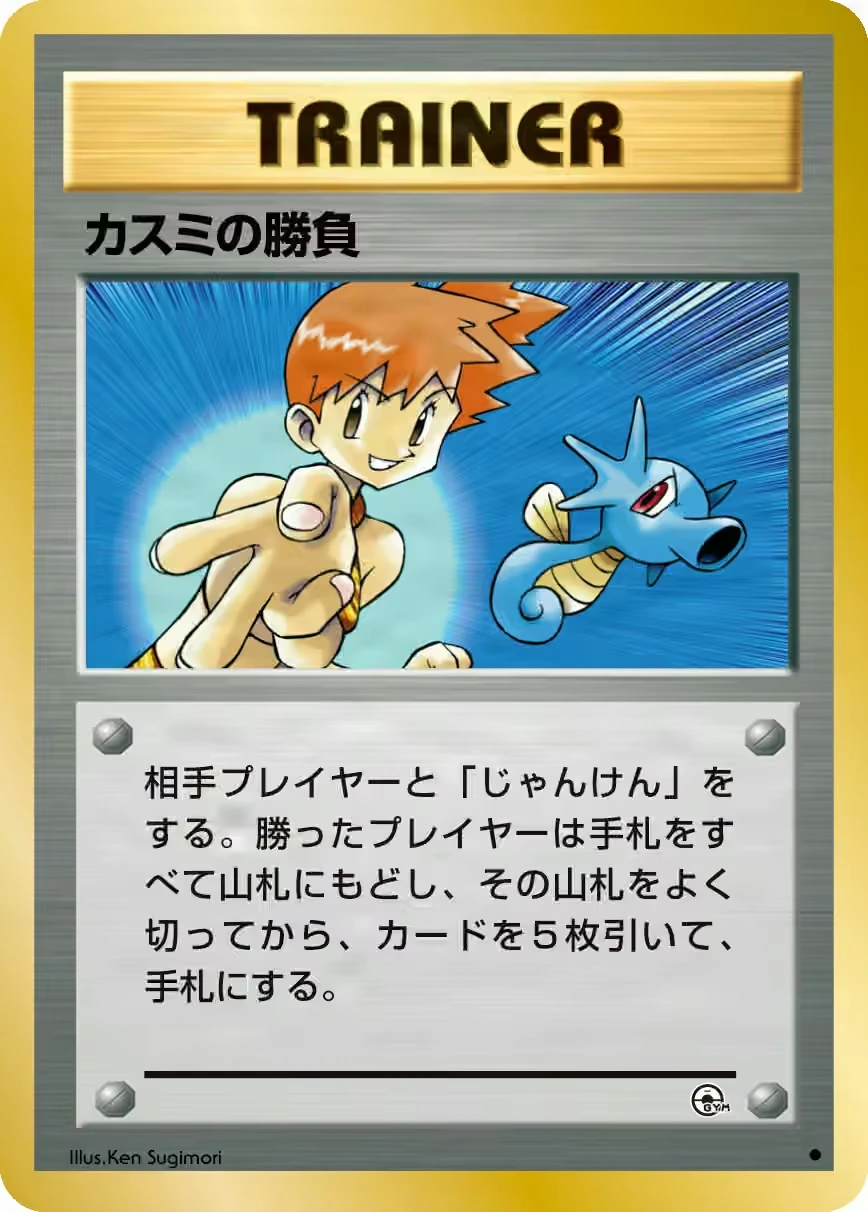 TRAINER
カスミの勝負
相手プレイヤーと「じゃんけん」を
する。勝ったプレイヤーは手札をす
べて山札にもどし、その山札をよく
切ってから、カードを５枚引いて、
手札にする。
GYM
Illus.Ken Sugimori